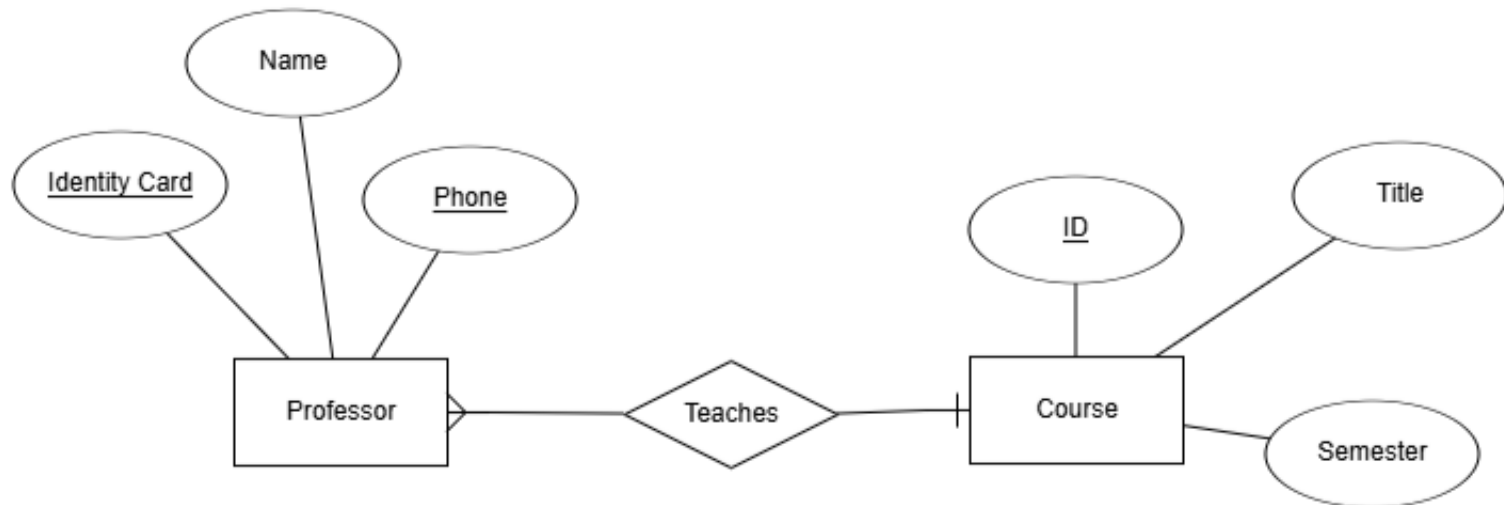 Name
Identity Card
Phone
ID
Title
Professor
Teaches
Course
Semester